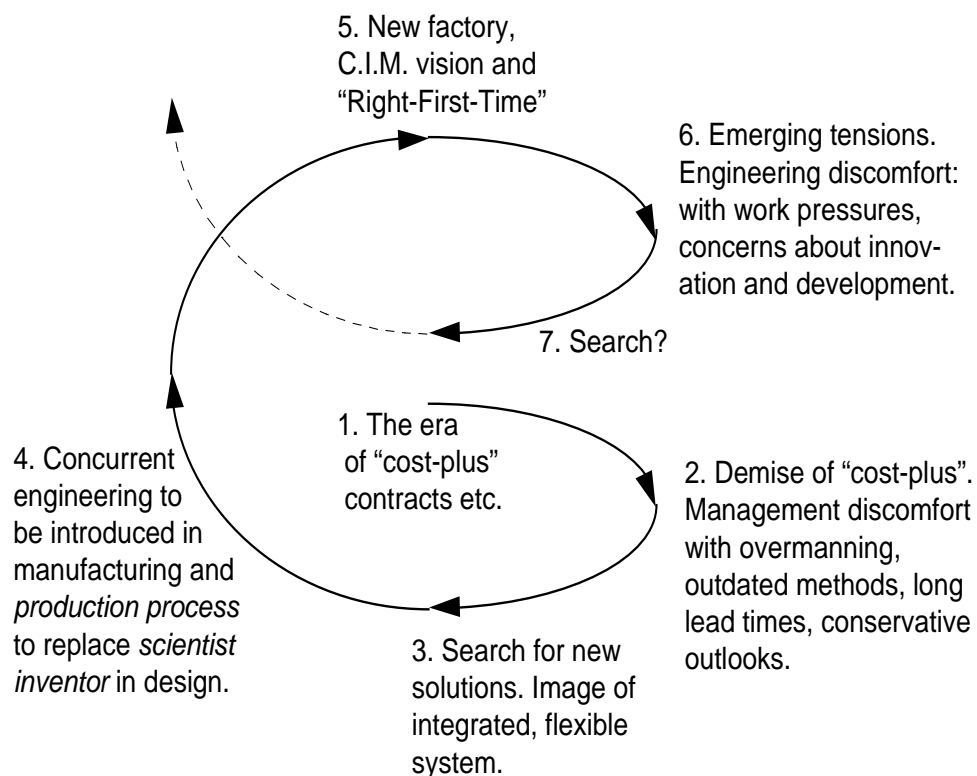 5. New factory,
C.I.M. vision and
“Right-First-Time”
6. Emerging tensions.
Engineering discomfort:
with work pressures,
concerns about innov-
ation and development.
7. Search?
1. The era
of “cost-plus”
contracts etc.
2. Demise of “cost-plus”.
Management discomfort
with overmanning,
outdated methods, long
lead times, conservative
outlooks.
3. Search for new
solutions. Image of
integrated, flexible
system.
4. Concurrent
engineering to
be introduced in
manufacturing and
production process
to replace scientist
inventor in design.